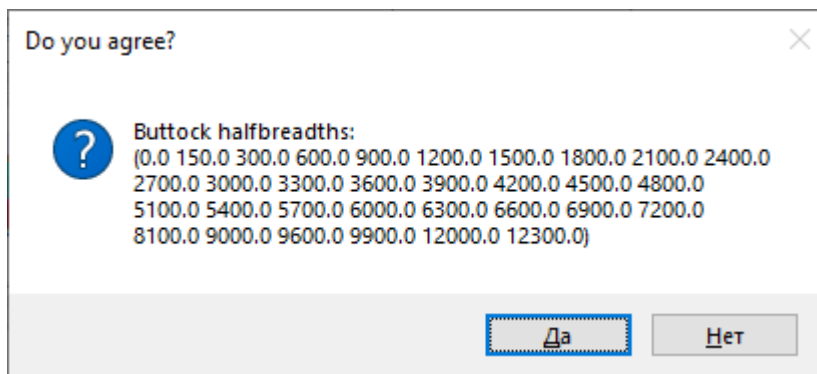 Do you agree?
Buttock halfbreadths:
(0.0 150.0 300.0 600.0 900.0 1200.0 1500.0 1800.0 2100.0 2400.0
2700.0 3000.0 3300.0 3600.0 3900.0 4200.0 4500.0 4800.0
5100.0 5400.0 5700.0 6000.0 6300.0 6600.0 6900.0 7200.0
8100.0 9000.0 9600.0 9900.0 12000.0 12300.0)
Да
Нет